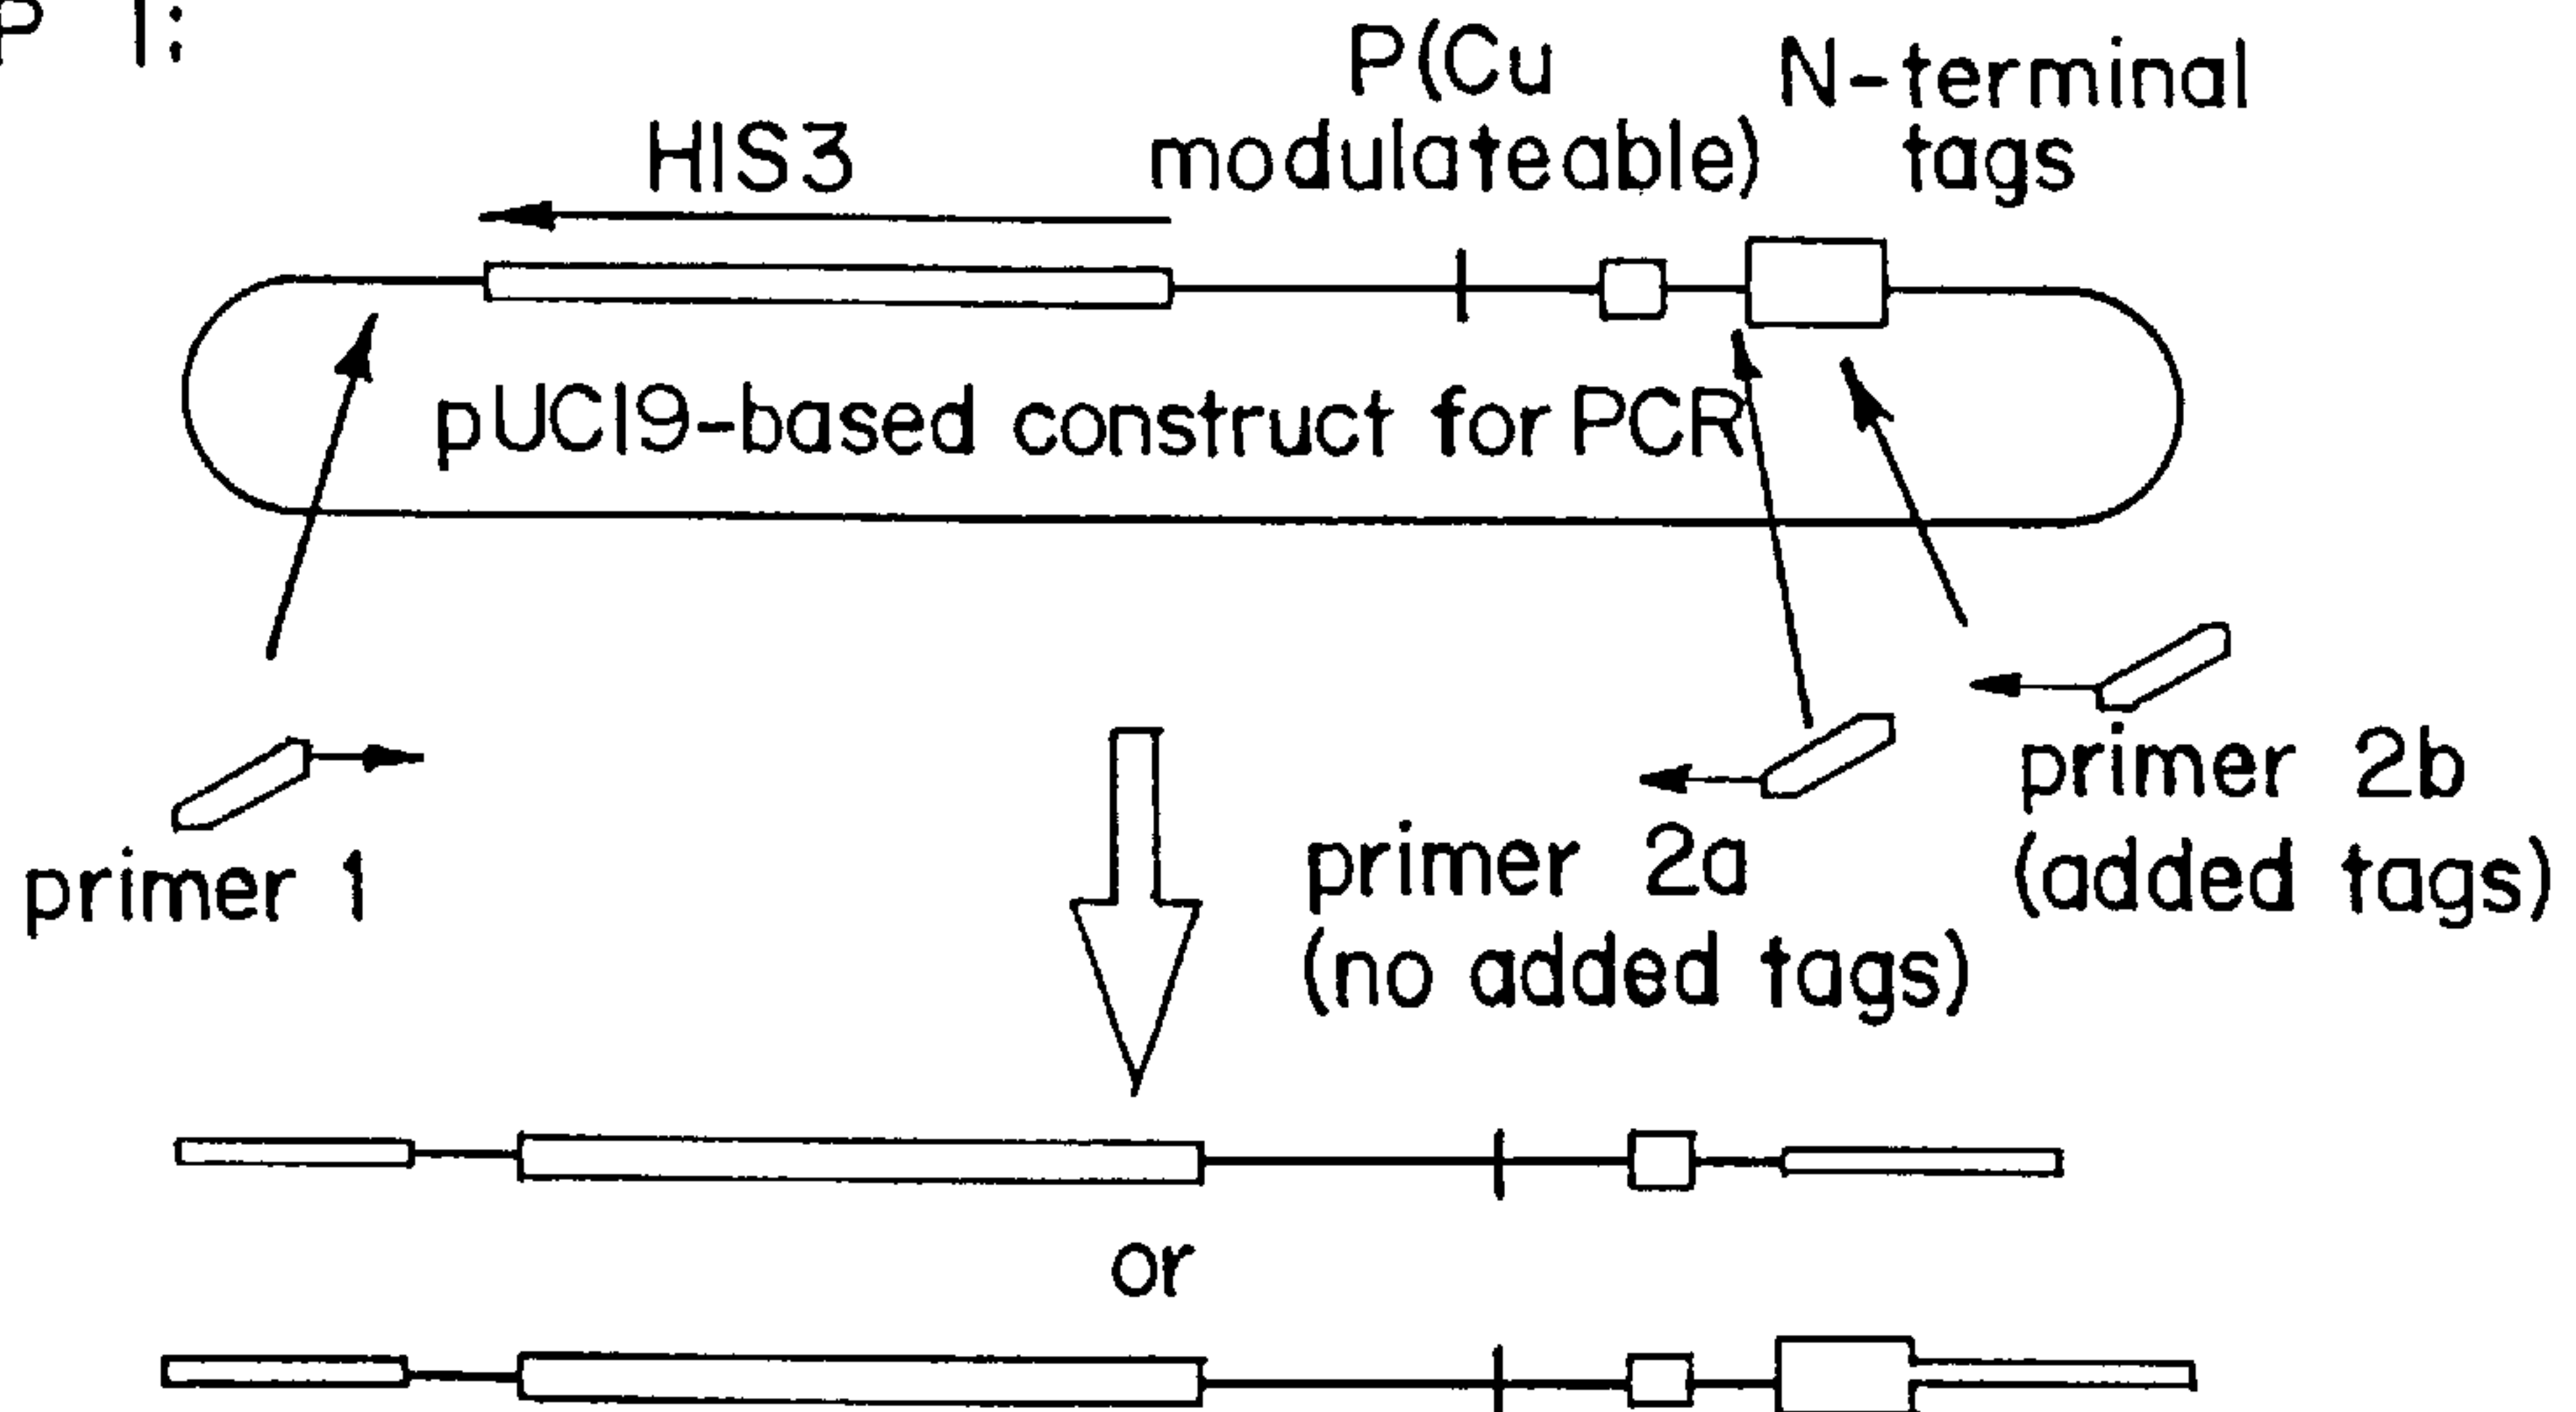 P 1:
P(Cu
modulateable)
N-terminal
tags
HIS3
pUC19-based construct for PCR
primer 1
primer 2a
(no added tags)
primer 2b
(added tags)
or